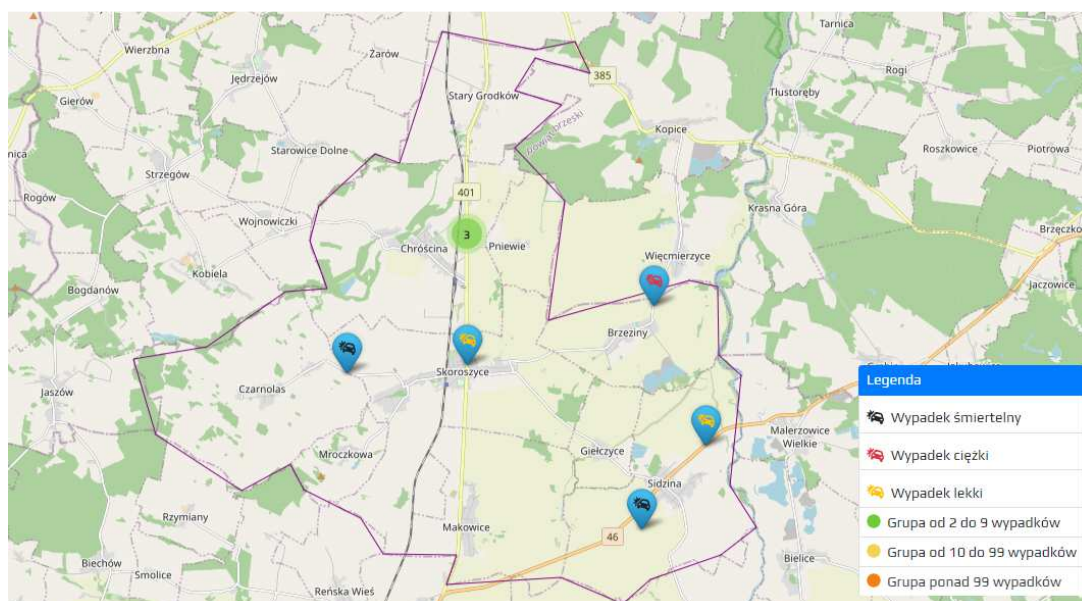 Tarnica
Wierzbna
Żarów
Rogi
Jędrzejów
385
Stary Grodków
Tłustoręby
Gierów
powiat brzeski
Kopice
nica
Starowice Dolne
Roszkowice
Piotrowa
Strzegów
401
Rogów
Krasna Góra
Wojnowiczki
3
Brzęczko
Chróścina
Pniewie
Więcmierzyce
Kobiela
Bogdanów
Jaczowice
Brzeziny
Skoroszyce
Legenda
Czarnolas
Jaszów
Wypadek śmiertelny
Malerzowice
Wielkie
Mroczkowa
Giełczyce
Wypadek ciężki
Sidzina
Wypadek lekki
Rzymiany
Makowice
46
Grupa od 2 do 9 wypadków
Grupa od 10 do 99 wypadków
Biechów
Smolice
Bielice
Reńska Wieś
Grupa ponad 99 wypadków